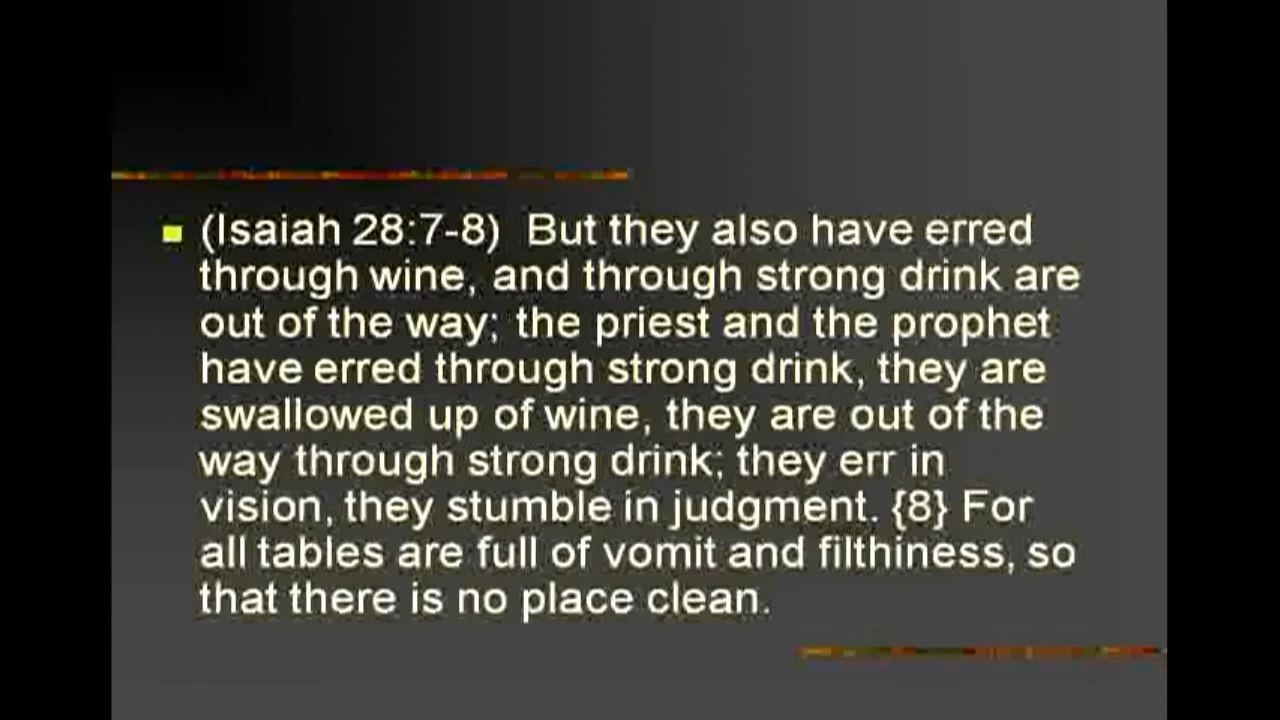 (Isaiah 28:7-8) But they also have erred
through wine, and through strong drink are
out of the way; the priest and the prophet
have erred through strong drink, they are
swallowed up of wine, they are out of the
way through strong drink; they err in
vision, they stumble in judgment. {8} For
all tables are full of vomit and filthiness, so
that there is no place clean.